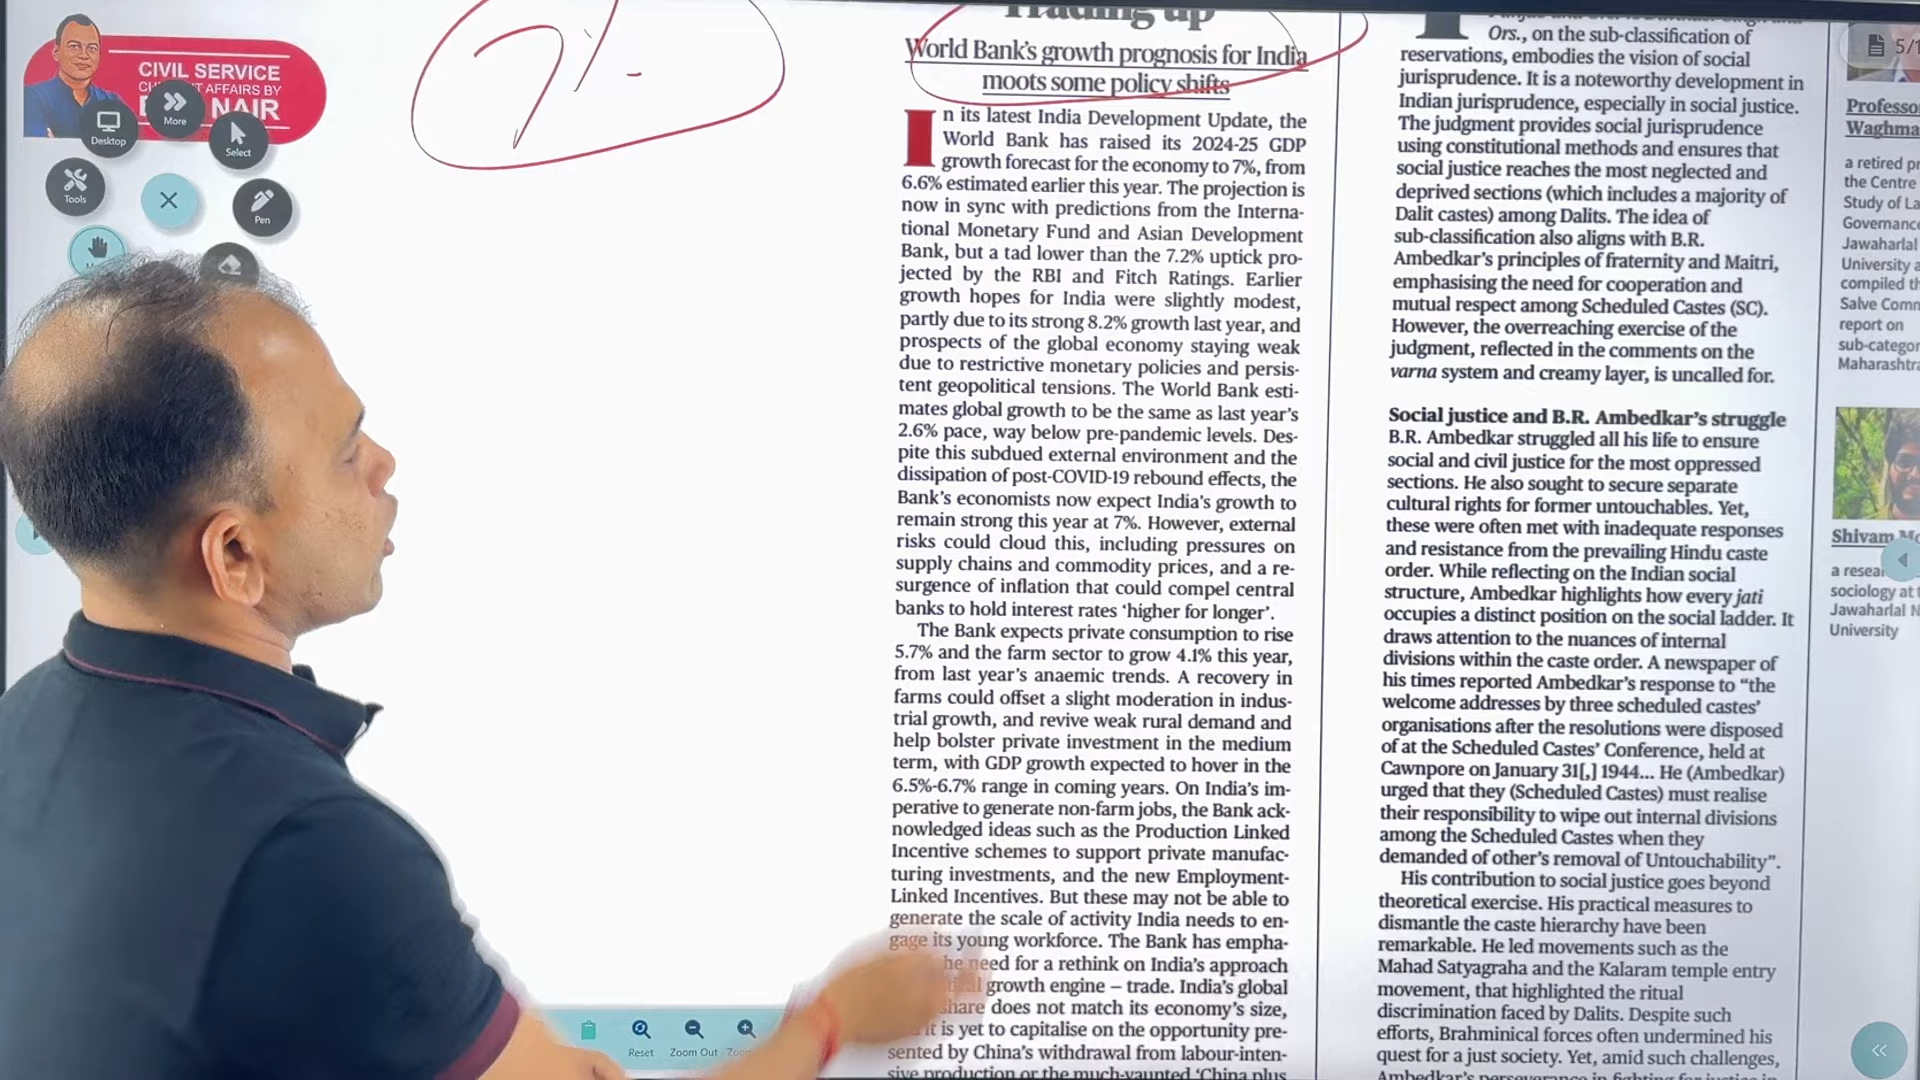 CIVIL SERVICE
AFFAIRS BY
NAIR
More
Desktop
Select
Tools
Pen
7%
Trading up
World Bank's growth prognosis for India
moots some policy shifts
In its latest India Development Update, the
World Bank has raised its 2024-25 GDP
growth forecast for the economy to 7%, from
6.6% estimated earlier this year. The projection is
now in sync with predictions from the Interna-
tional Monetary Fund and Asian Development
Bank, but a tad lower than the 7.2% uptick pro-
jected by the RBI and Fitch Ratings. Earlier
growth hopes for India were slightly modest,
partly due to its strong 8.2% growth last year, and
prospects of the global economy staying weak
due to restrictive monetary policies and persis-
tent geopolitical tensions. The World Bank esti-
mates global growth to be the same as last year's
2.6% pace, way below pre-pandemic levels. Des-
pite this subdued external environment and the
dissipation of post-COVID-19 rebound effects, the
Bank's economists now expect India's growth to
remain strong this year at 7%. However, external
risks could cloud this, including pressures on
supply chains and commodity prices, and a re-
surgence of inflation that could compel central
banks to hold interest rates 'higher for longer'.
The Bank expects private consumption to rise
5.7% and the farm sector to grow 4.1% this year,
from last year's anaemic trends. A recovery in
farms could offset a slight moderation in indus-
trial growth, and revive weak rural demand and
help bolster private investment in the medium
term, with GDP growth expected to hover in the
6.5%-6.7% range in coming years. On India's im-
perative to generate non-farm jobs, the Bank ack-
nowledged ideas such as the Production Linked
Incentive schemes to support private manufac-
turing investments, and the new Employment-
Linked Incentives. But these may not be able to
generate the scale of activity India needs to en-
gage its young workforce. The Bank has empha-
need for a rethink on India's approach
growth engine – trade. India's global
share does not match its economy's size,
it is yet to capitalise on the opportunity pre-
sented by China's withdrawal from labour-inten-
sive production or the much-vaunted 'China plus
Ors., on the sub-classification of
reservations, embodies the vision of social
jurisprudence. It is a noteworthy development in
Indian jurisprudence, especially in social justice.
The judgment provides social jurisprudence
using constitutional methods and ensures that
social justice reaches the most neglected and
deprived sections (which includes a majority of
Dalit castes) among Dalits. The idea of
sub-classification also aligns with B.R.
Ambedkar's principles of fraternity and Maitri,
emphasising the need for cooperation and
mutual respect among Scheduled Castes (SC).
However, the overreaching exercise of the
judgment, reflected in the comments on the
varna system and creamy layer, is uncalled for.
Social justice and B.R. Ambedkar's struggle
B.R. Ambedkar struggled all his life to ensure
social and civil justice for the most oppressed
sections. He also sought to secure separate
cultural rights for former untouchables. Yet,
these were often met with inadequate responses
and resistance from the prevailing Hindu caste
order. While reflecting on the Indian social
structure, Ambedkar highlights how every jati
occupies a distinct position on the social ladder. It
draws attention to the nuances of internal
divisions within the caste order. A newspaper of
his times reported Ambedkar's response to "the
welcome addresses by three scheduled castes'
organisations after the resolutions were disposed
of at the Scheduled Castes' Conference, held at
Cawnpore on January 31[,] 1944... He (Ambedkar)
urged that they (Scheduled Castes) must realise
their responsibility to wipe out internal divisions
among the Scheduled Castes when they
demanded of other's removal of Untouchability".
His contribution to social justice goes beyond
theoretical exercise. His practical measures to
dismantle the caste hierarchy have been
remarkable. He led movements such as the
Mahad Satyagraha and the Kalaram temple entry
movement, that highlighted the ritual
discrimination faced by Dalits. Despite such
efforts, Brahminical forces often undermined his
quest for a just society. Yet, amid such challenges,
5/1
Professo
Waghma
a retired pr
the Centre
Study of La
Governance
Jawaharlal
University a
compiled th
Salve Comm
report on
sub-categor
Maharashtra
Shivam
a resea
sociology at
Jawaharlal N
University
Reset
Zoom Out